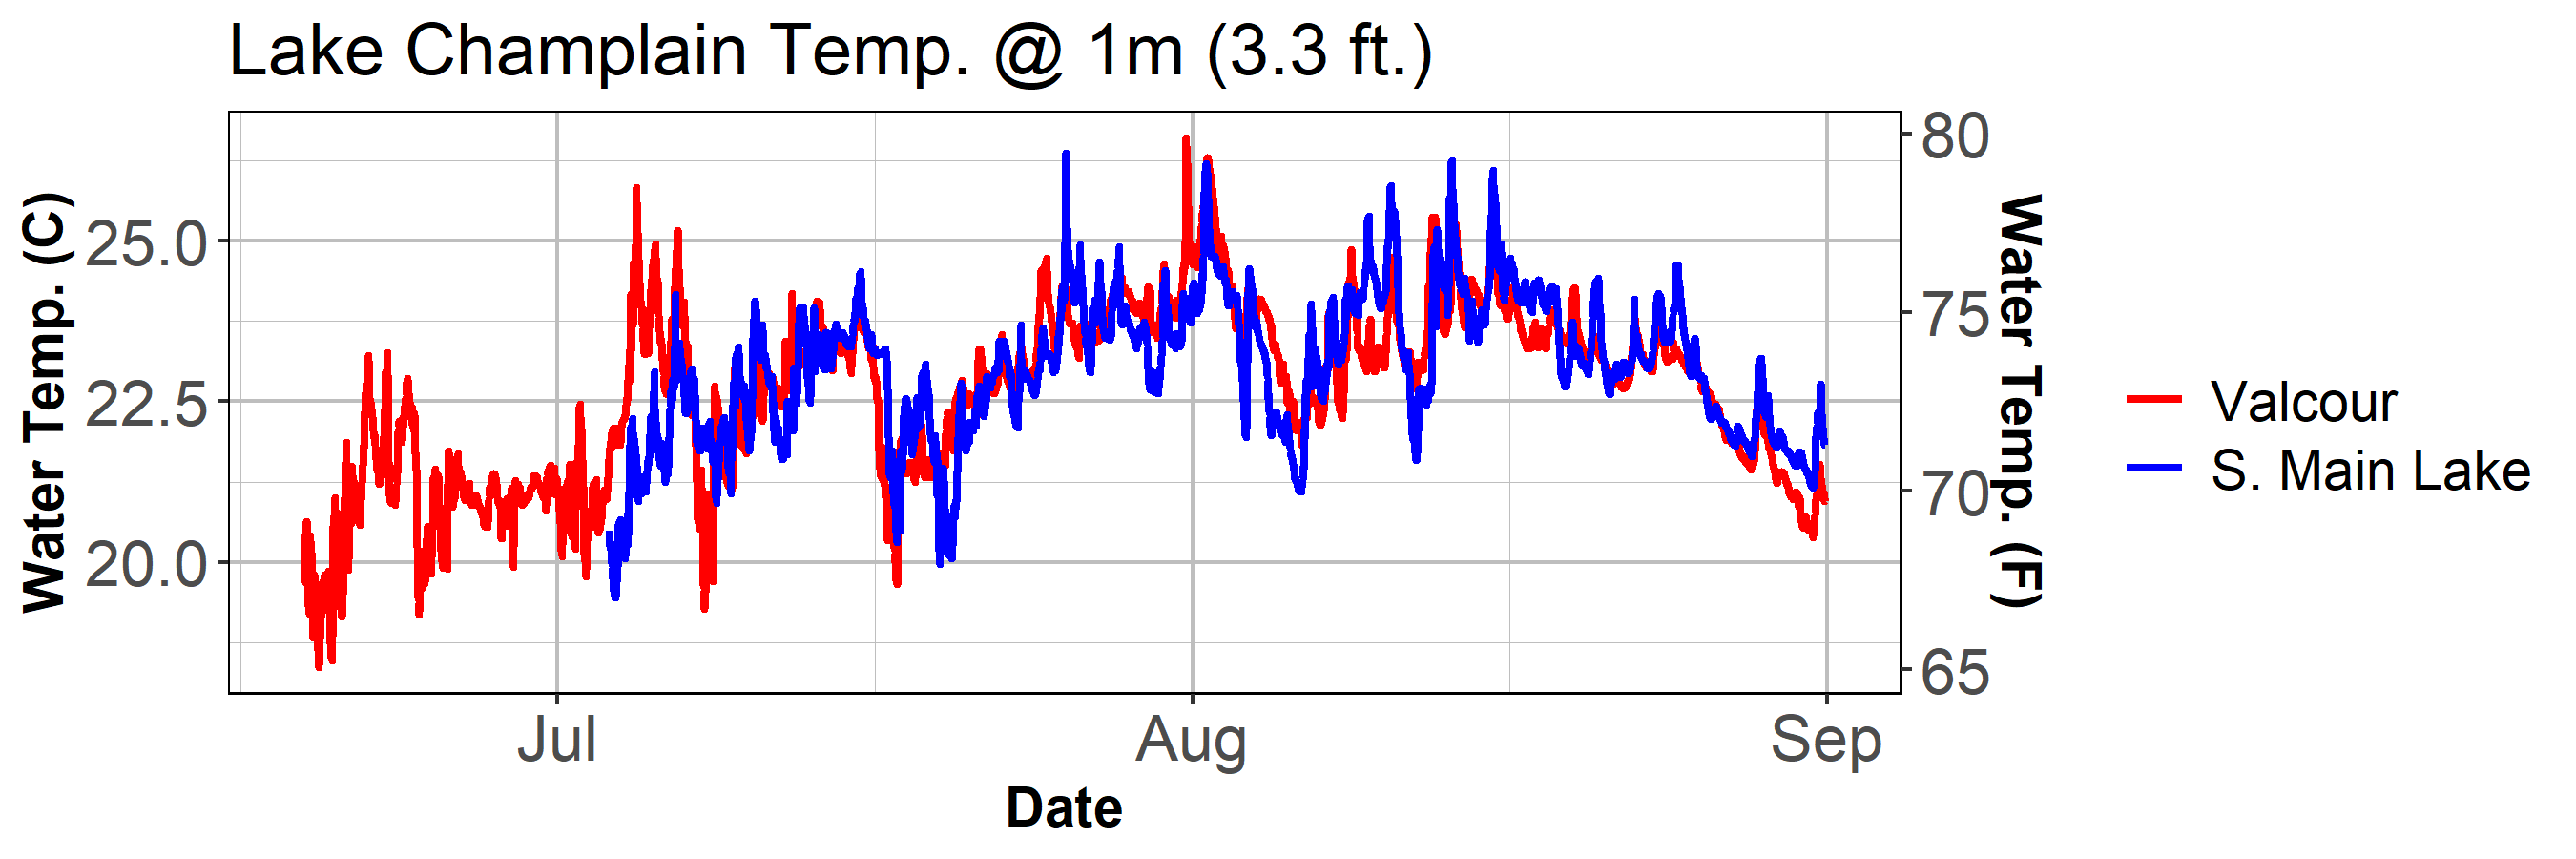 Lake Champlain Temp. @ 1m (3.3 ft.)
Water Temp. (C)
25.0
22.5
20.0
80
75
70
65
Water Temp. (F)
Jul
Aug
Sep
Date
Valcour
S. Main Lake